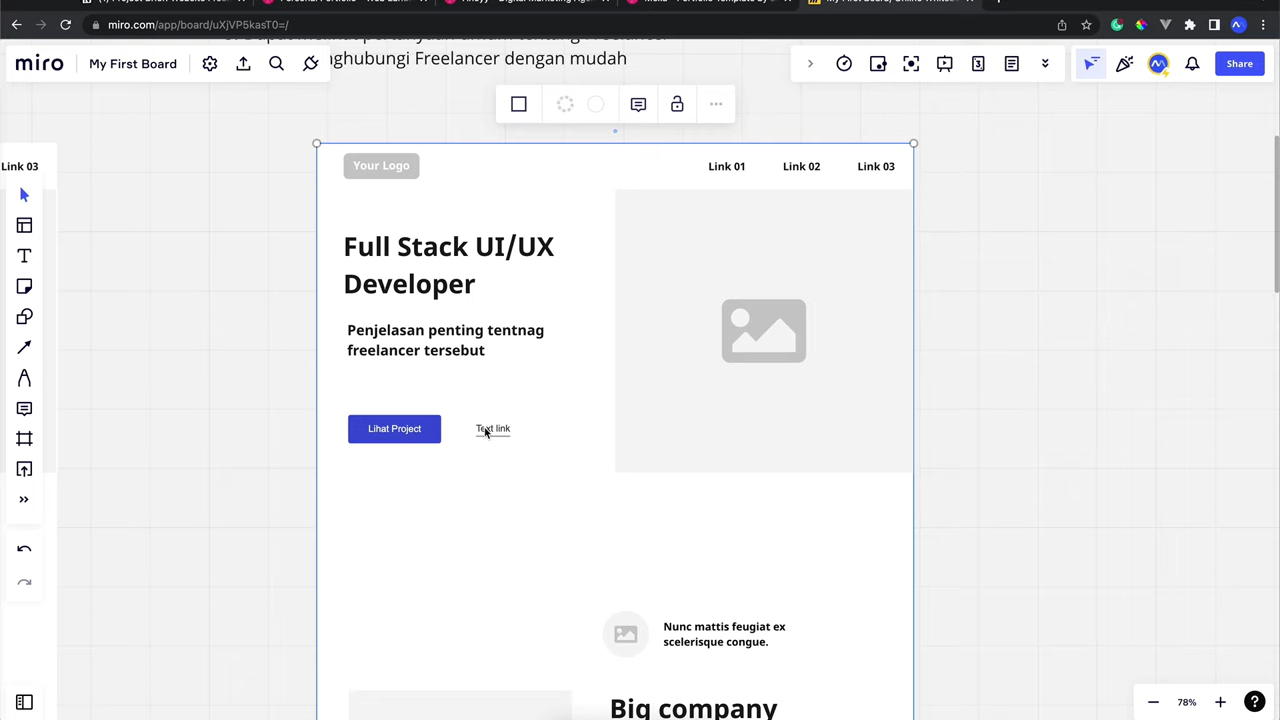 miro.com/app/board/uXjVP5kasT0=/
Freelancer dengan mudah
miro
My First Board
Share
Link 03
Your Logo
Link 01
Link 02
Link 03
Full Stack UI/UX
Developer
Penjelasan penting tentnag
freelancer tersebut
Lihat Project
Text link
Nunc mattis feugiat ex
scelerisque congue.
Big company
78%